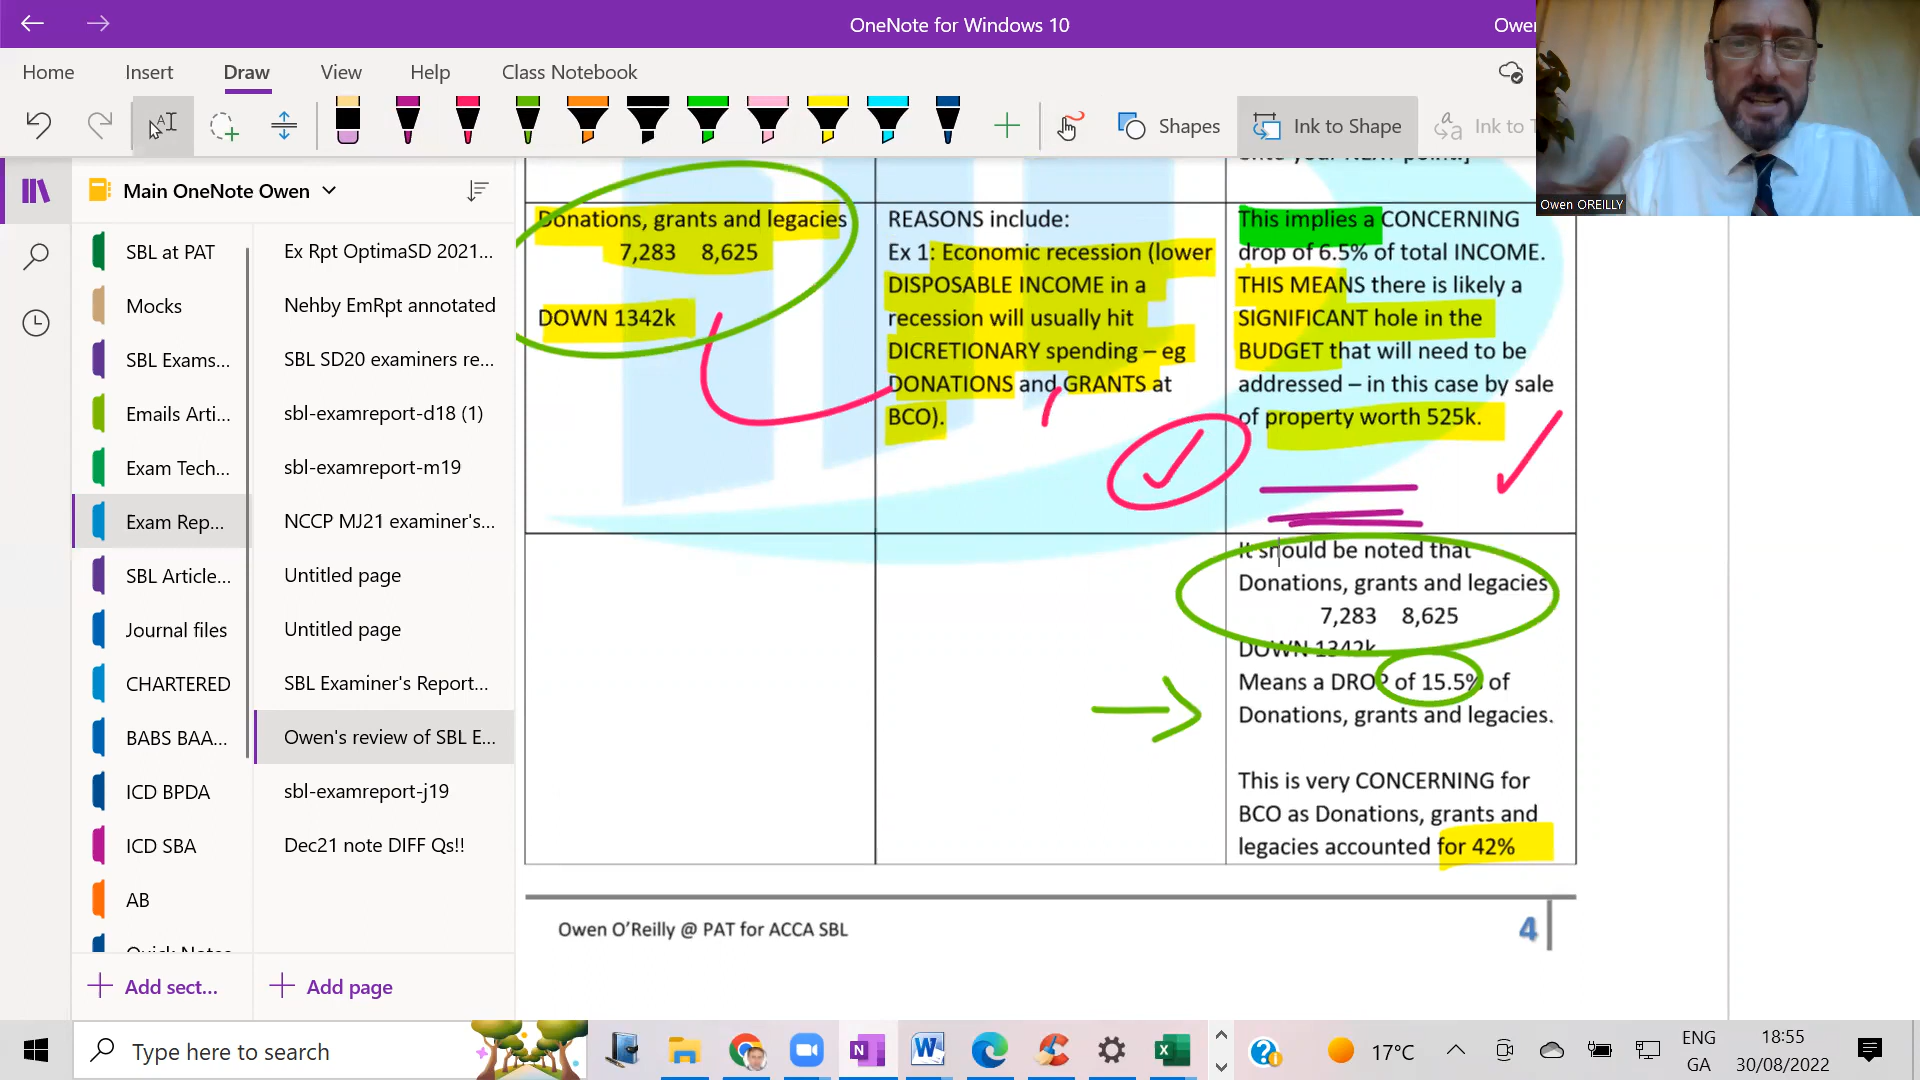 OneNote for Windows 10
Owen
Home
Insert
Draw
View
Help
Class Notebook
Shapes
Ink to Shape
Ink to
Owen OREILLY
Main OneNote Owen
SBL at PAT
Mocks
SBL Exams...
Emails Arti...
Exam Tech...
Exam Rep...
SBL Article...
Journal files
CHARTERED
BABS BAA...
ICD BPDA
ICD SBA
AB
Quick Notes
Add sect...
Ex Rpt OptimaSD 2021...
Nehby EmRpt annotated
SBL SD20 examiners re...
sbl-examreport-d18 (1)
sbl-examreport-m19
NCCP MJ21 examiner's...
Untitled page
Untitled page
SBL Examiner's Report...
Owen's review of SBL E...
sbl-examreport-j19
Dec21 note DIFF Qs!!
Add page
Donations, grants and legacies
7,283 8,625
DOWN 1342k
REASONS include:
Ex 1: Economic recession (lower
DISPOSABLE INCOME in a
recession will usually hit
DICRETIONARY spending – eg
DONATIONS and GRANTS at
BCO).
your NEXT point.]
This implies a CONCERNING
drop of 6.5% of total INCOME.
THIS MEANS there is likely a
SIGNIFICANT hole in the
BUDGET that will need to be
addressed – in this case by sale
of property worth 525k.
It should be noted that
Donations, grants and legacies
7,283 8,625
DOWN 1342k
Means a DROP of 15.5% of
Donations, grants and legacies.
This is very CONCERNING for
BCO as Donations, grants and
legacies accounted for 42%
Owen O'Reilly @ PAT for ACCA SBL
4
Type here to search
17°C
ENG
GA
18:55
30/08/2022